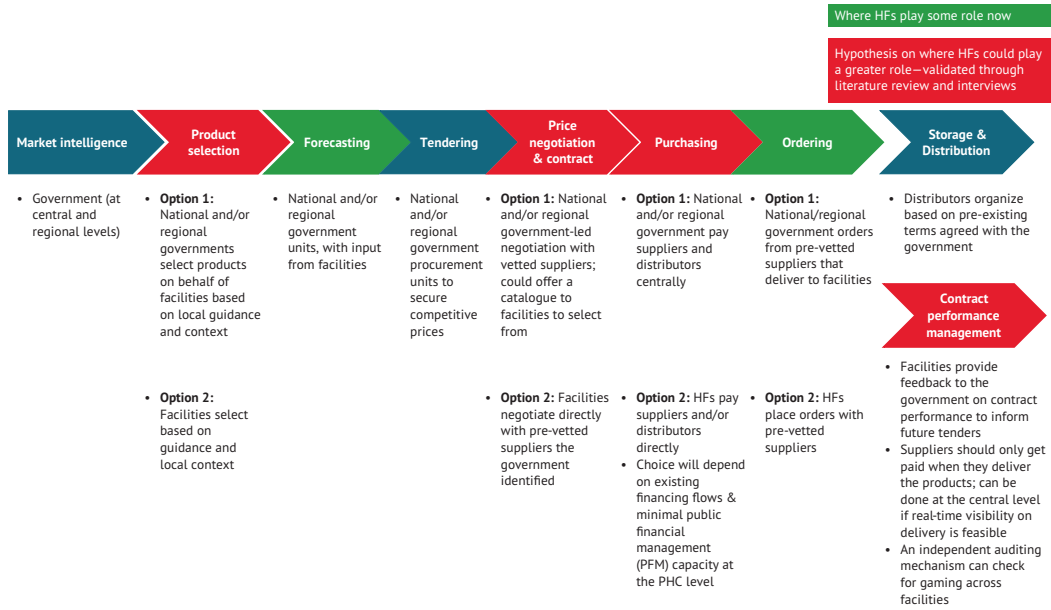 Where HFs play some role now
Hypothesis on where HFs could play
a greater role—validated through
literature review and interviews
Market intelligence
Product
selection
Forecasting
Tendering
Price
negotiation
& contract
Purchasing
Ordering
Storage &
Distribution
• Government (at
central and
regional levels)
• Option 1:
National and/or
regional
governments
select products
on behalf of
facilities based
on local guidance
and context
• Option 2:
Facilities select
based on
guidance and
local context
• National and/or
regional
government
units, with input
from facilities
• National
and/or
regional
government
procurement
units to
secure
competitive
prices
• Option 1: National
and/or regional
government-led
negotiation with
vetted suppliers;
could offer a
catalogue to
facilities to select
from
• Option 2: Facilities
negotiate directly
with pre-vetted
suppliers the
government
identified
• Option 1: National
and/or regional
government pay
suppliers and
distributors
centrally
• Option 2: HFs pay
suppliers and/or
distributors
directly
• Choice will depend
on existing
financing flows &
minimal public
financial
management
(PFM) capacity at
the PHC level
• Option 1:
National/regional
government orders
from pre-vetted
suppliers that
deliver to facilities
• Option 2: HFs
place orders with
pre-vetted
suppliers
• Distributors organize
based on pre-existing
terms agreed with the
government
Contract
performance
management
• Facilities provide
feedback to the
government on contract
performance to inform
future tenders
• Suppliers should only get
paid when they deliver
the products; can be
done at the central level
if real-time visibility on
delivery is feasible
• An independent auditing
mechanism can check
for gaming across
facilities